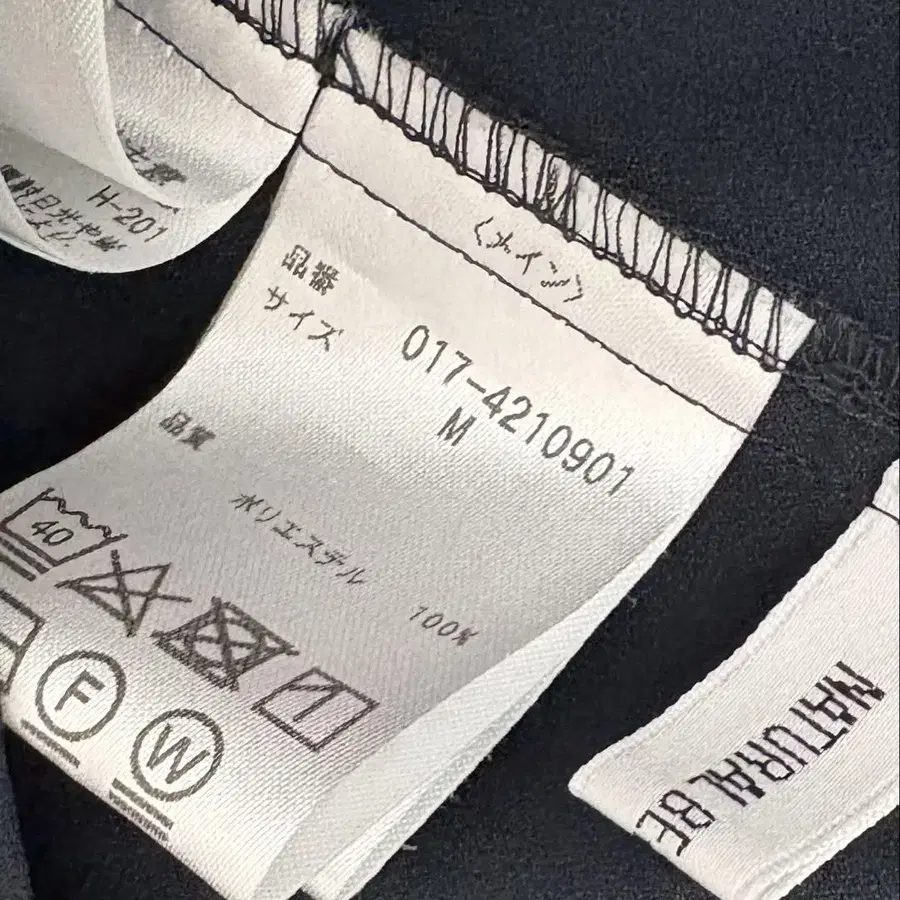 H-201
〈メイン〉
品番
017-4210901
サイズ
M
品質
ポリエステル
100%
40
F
W
NATURAL BE